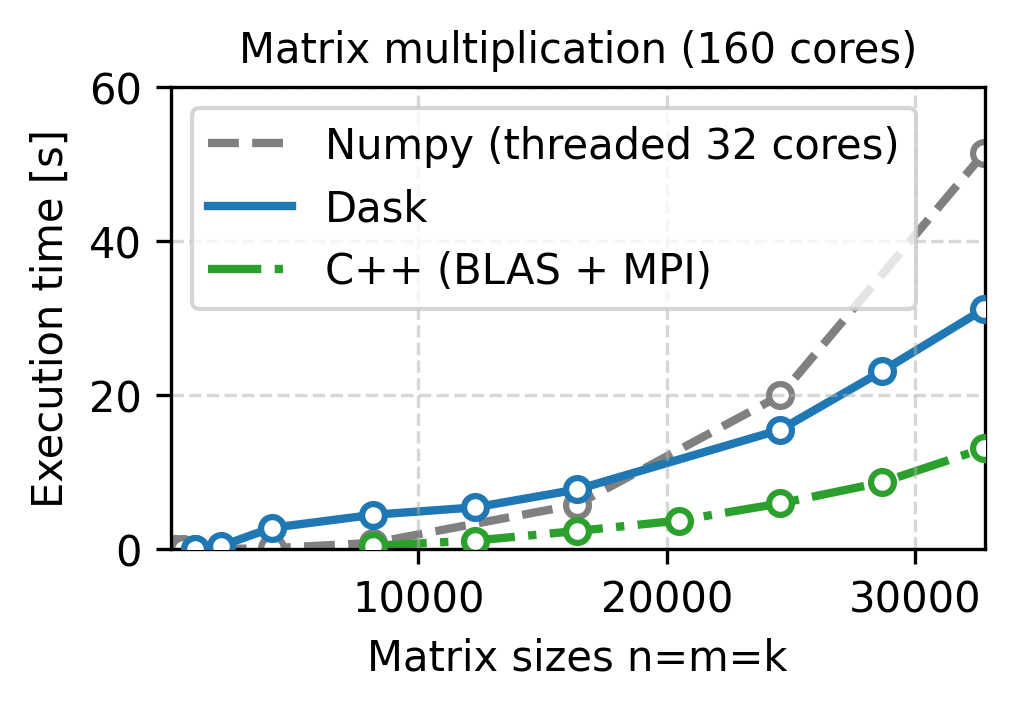 Matrix multiplication (160 cores)
60
40
20
0
Execution time [s]
Numpy (threaded 32 cores)
Dask
C++ (BLAS + MPI)
10000 20000 30000
Matrix sizes n=m=k